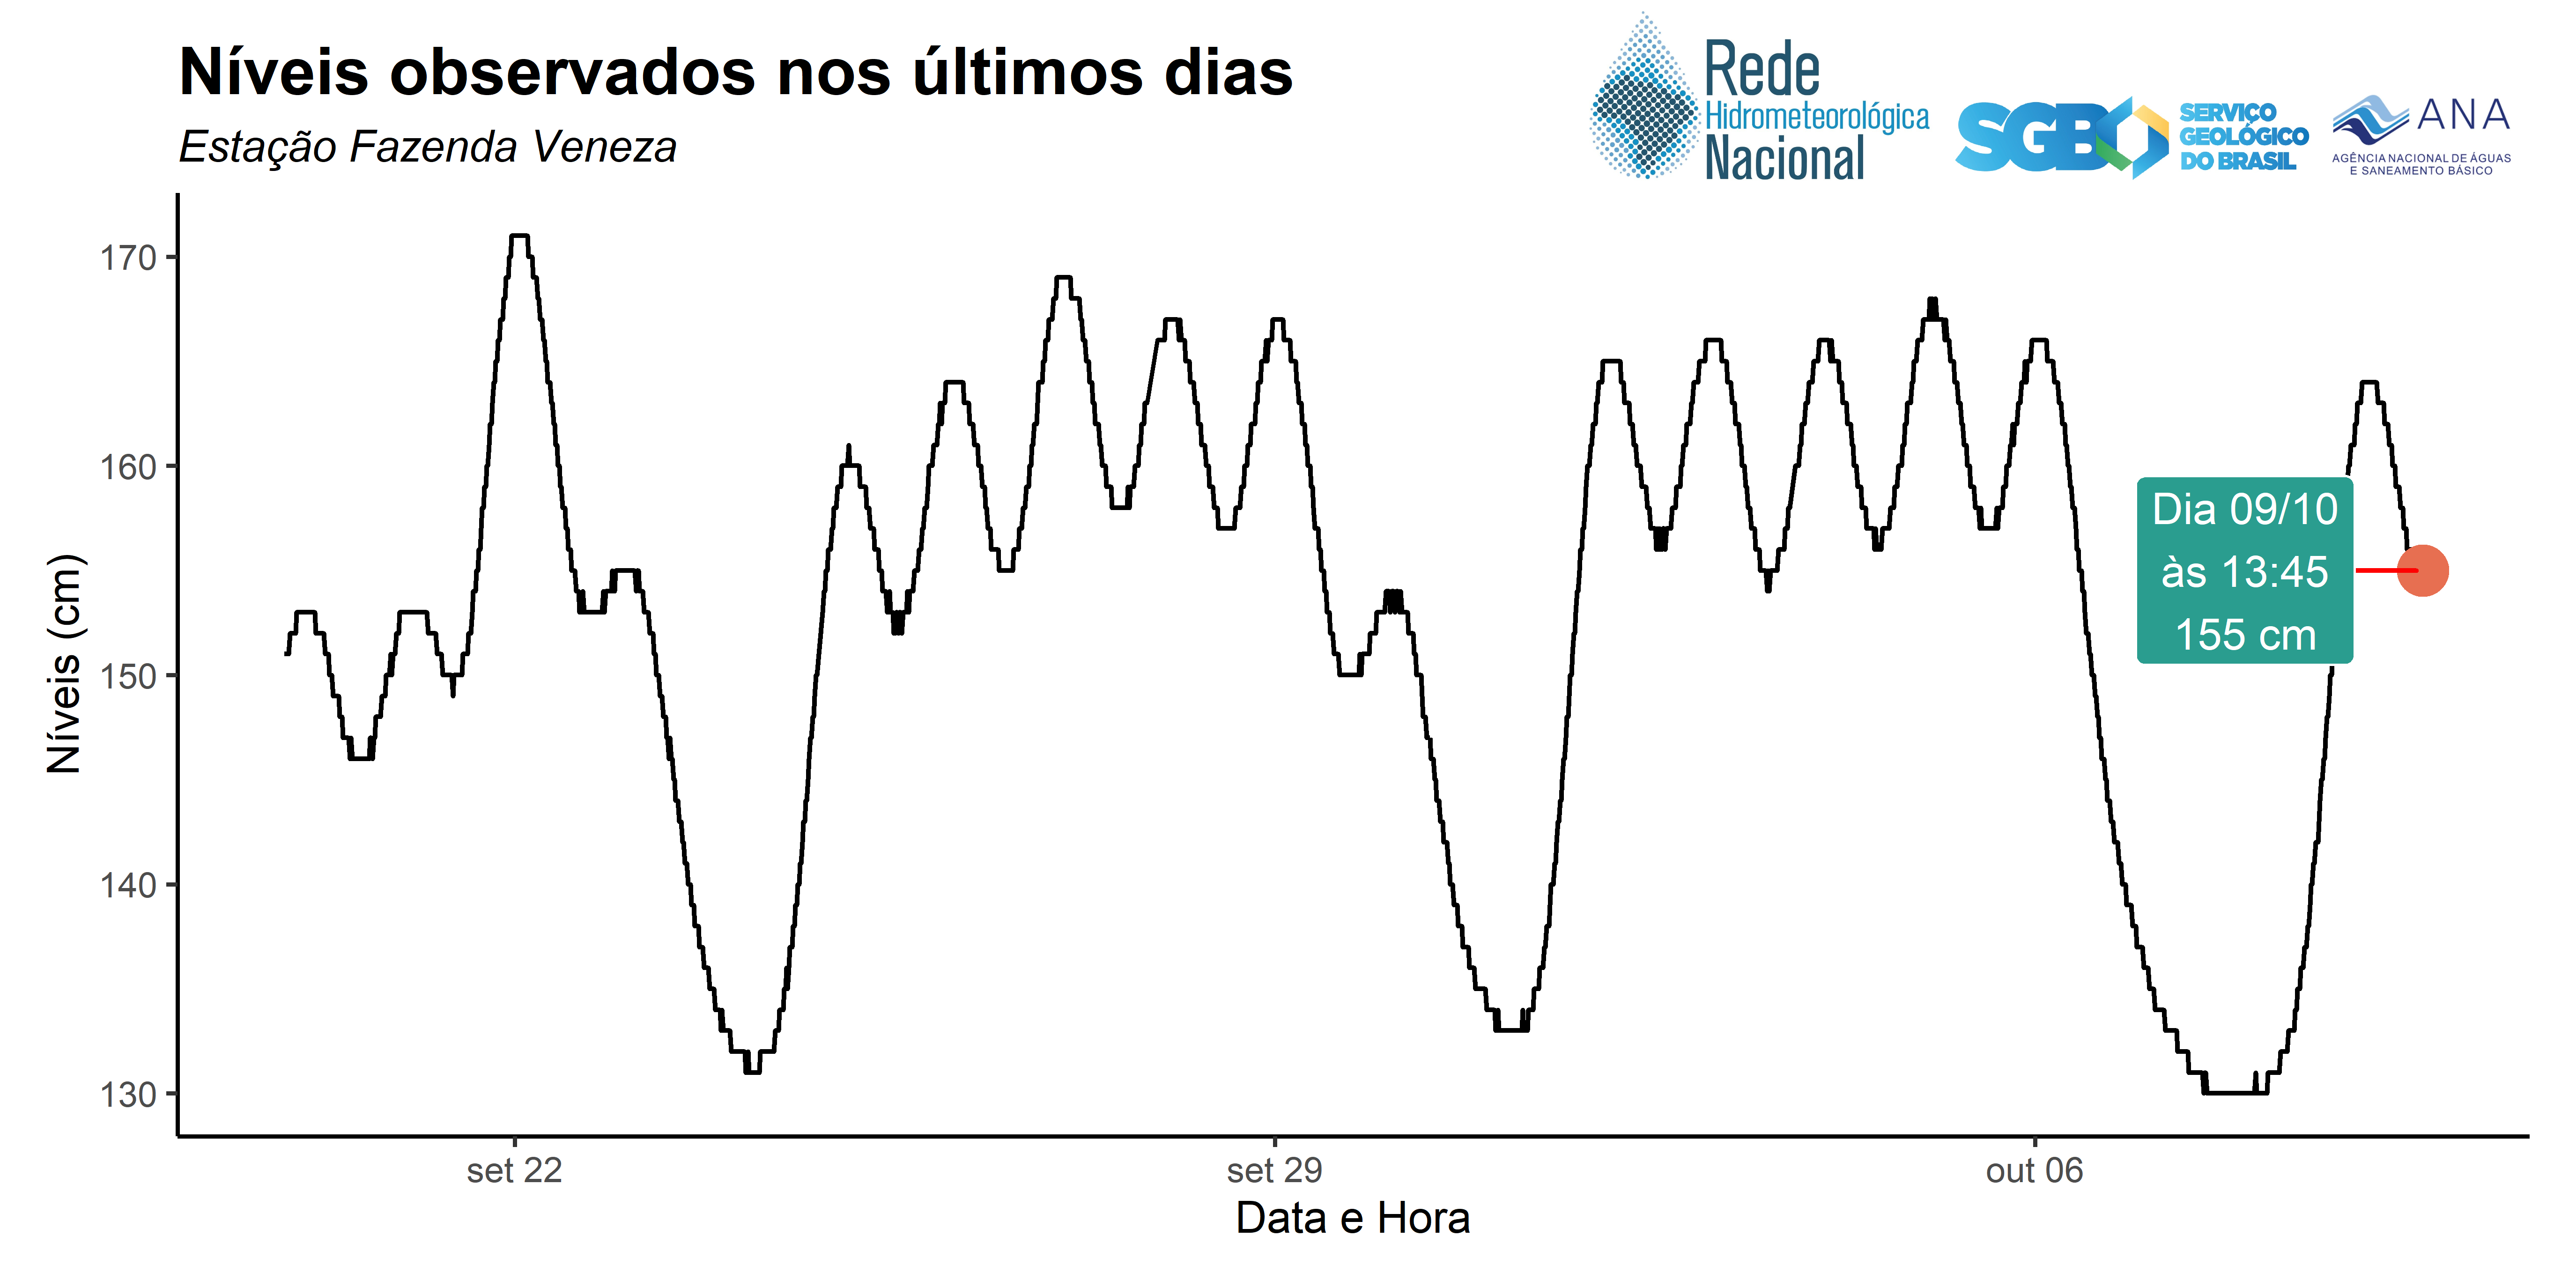 Níveis observados nos últimos dias
Estação Fazenda Veneza
Rede
Hidrometeorológica
Nacional
SGB
SERVIÇO
GEOLÓGICO
DO BRASIL
ANA
AGÊNCIA NACIONAL DE ÁGUAS
E SANEAMENTO BÁSICO
Níveis (cm)
170
160
150
140
130
Dia 09/10
às 13:45
155 cm
set 22
set 29
out 06
Data e Hora